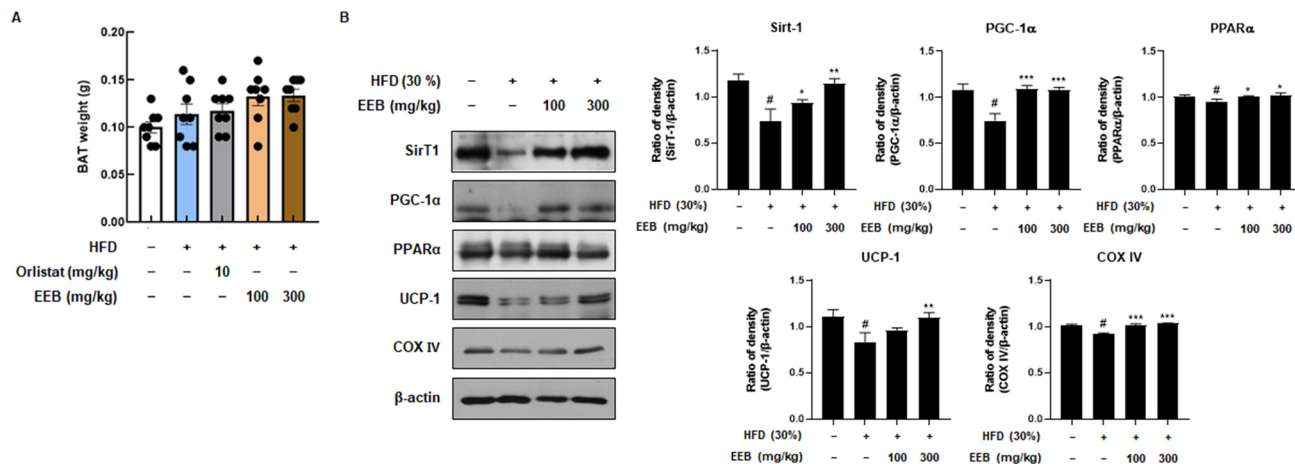 A
BAT weight (g)
0.20
0.15
0.10
0.05
0.00
– + + + + HFD
– – 10 – – Orlistat (mg/kg)
– – – 100 300 EEB (mg/kg)
B
HFD (30 %) – + + +
EEB (mg/kg) – – 100 300
SirT1
PGC-1α
PPARα
UCP-1
COX IV
β-actin
Sirt-1
Ratio of density
(SirT-1/β-actin)
1.5
1.0
0.5
0.0
# * **
HFD (30%) – + + +
EEB (mg/kg) – – 100 300
PGC-1α
Ratio of density
(PGC-1α/β-actin)
1.5
1.0
0.5
0.0
# *** ***
HFD (30%) – + + +
EEB (mg/kg) – – 100 300
PPARα
Ratio of density
(PPARα/β-actin)
1.5
1.0
0.5
0.0
# * *
HFD (30%) – + + +
EEB (mg/kg) – – 100 300
UCP-1
Ratio of density
(UCP-1/β-actin)
1.5
1.0
0.5
0.0
# **
HFD (30%) – + + +
EEB (mg/kg) – – 100 300
COX IV
Ratio of density
(COX IV/β-actin)
1.5
1.0
0.5
0.0
# *** ***
HFD (30%) – + + +
EEB (mg/kg) – – 100 300